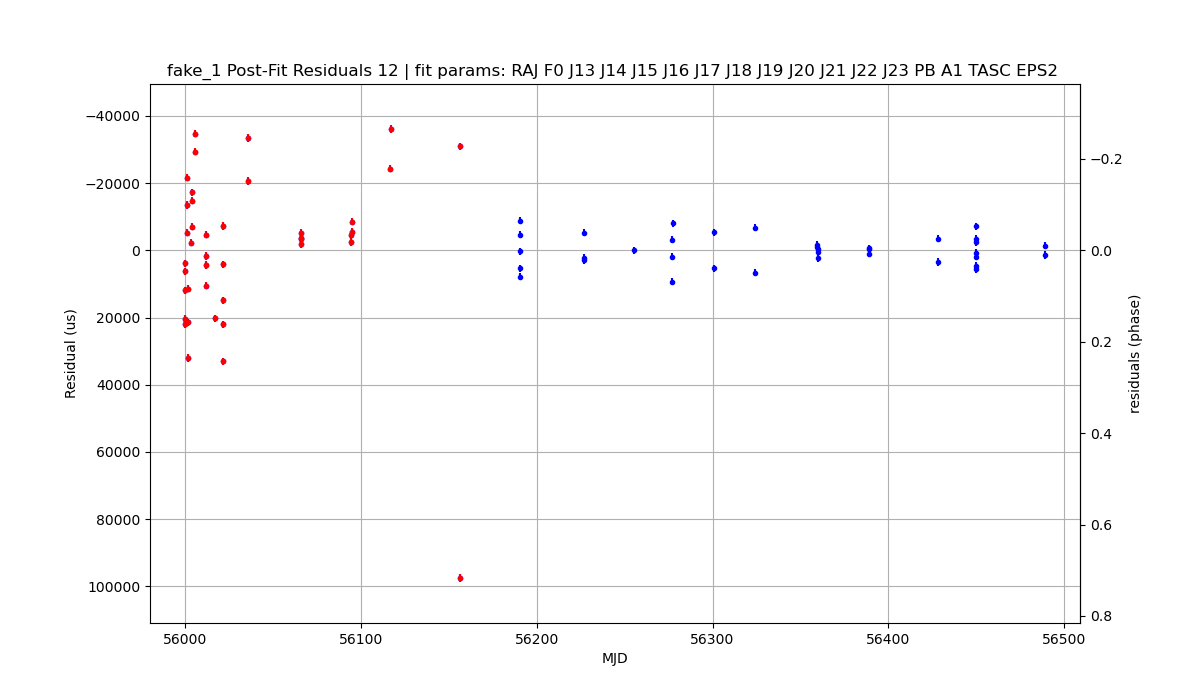 fake_1 Post-Fit Residuals 12 | fit params: RAJ F0 J13 J14 J15 J16 J17 J18 J19 J20 J21 J22 J23 PB A1 TASC EPS2
−40000
−20000
0
20000
40000
60000
80000
100000
Residual (us)
−0.2
0.0
0.2
0.4
0.6
0.8
residuals (phase)
56000 56100 56200 56300 56400 56500
MJD